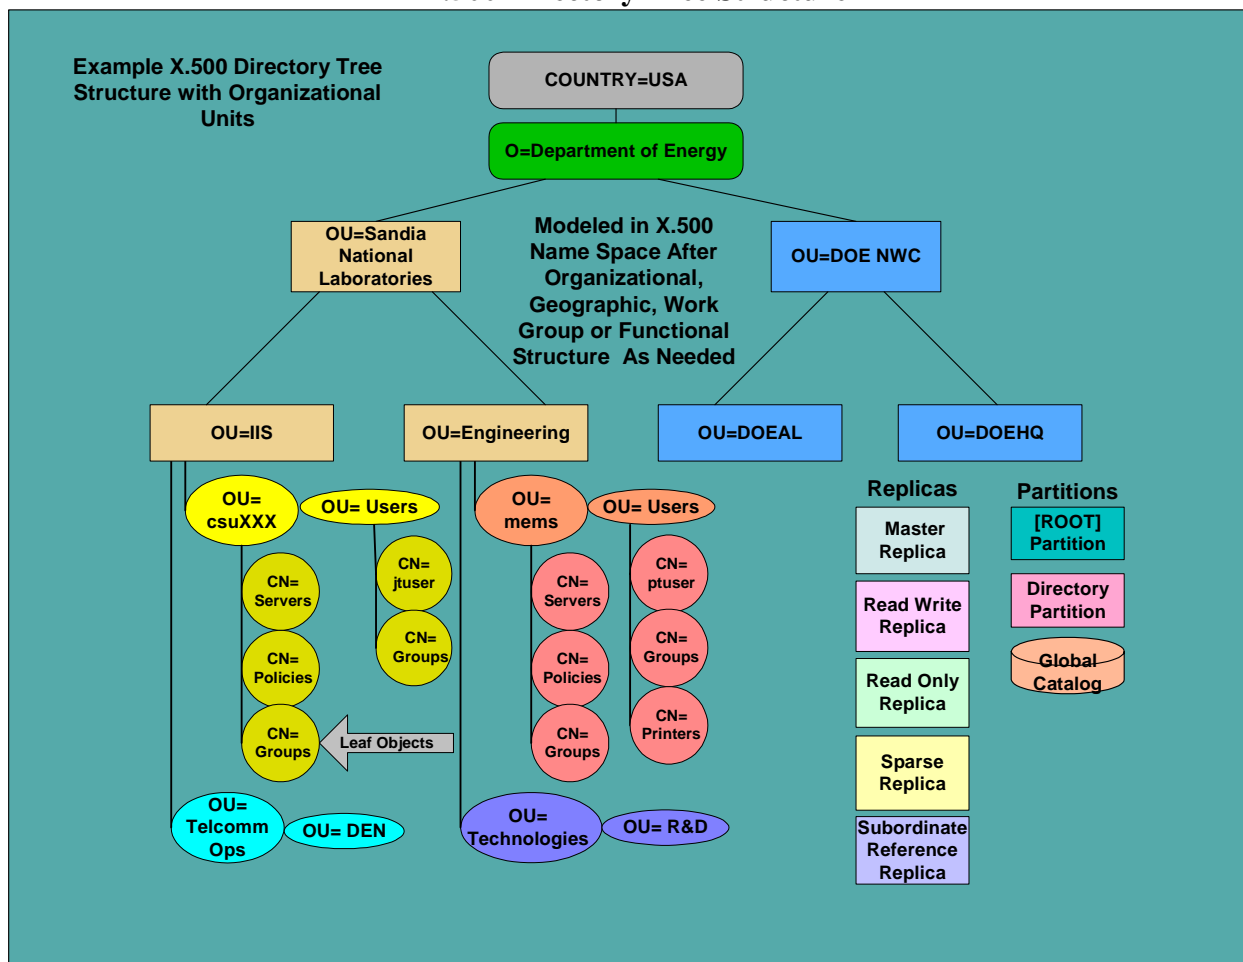 Example X.500 Directory Tree
Structure with Organizational
Units
COUNTRY=USA
O=Department of Energy
OU=Sandia
National
Laboratories
Modeled in X.500
Name Space After
Organizational,
Geographic, Work
Group or Functional
Structure As Needed
OU=DOE NWC
OU=IIS
OU=Engineering
OU=DOEAL
OU=DOEHQ
OU=
csuXXX
OU= Users
CN=
Servers
CN=
Policies
CN=
Groups
CN=
jtuser
CN=
Groups
Leaf Objects
OU=
Telcomm
Ops
OU= DEN
OU=
mems
OU= Users
CN=
Servers
CN=
Policies
CN=
Groups
CN=
ptuser
CN=
Groups
CN=
Printers
OU=
Technologies
OU= R&D
Replicas
Master
Replica
Read Write
Replica
Read Only
Replica
Sparse
Replica
Subordinate
Reference
Replica
Partitions
[ROOT]
Partition
Directory
Partition
Global
Catalog